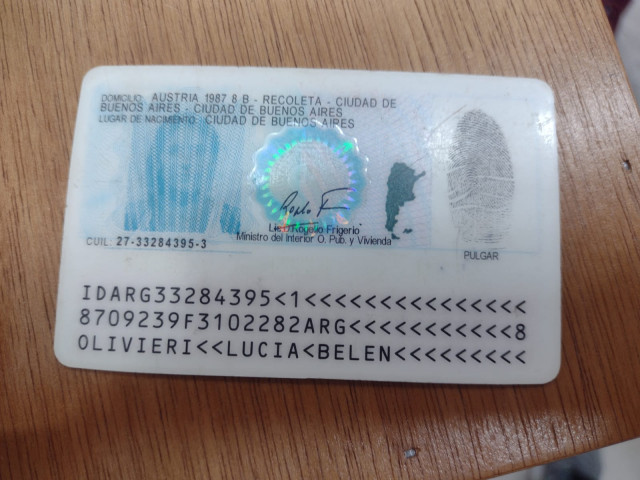 DOMICILIO: AUSTRIA 1987 8 B - RECOLETA - CIUDAD DE
BUENOS AIRES - CIUDAD DE BUENOS AIRES
LUGAR DE NACIMIENTO: CIUDAD DE BUENOS AIRES
Lic. Rogelio Frigerio
Ministro del Interior O. Pub. y Vivienda
CUIL: 27-33284395-3
PULGAR
IDARG33284395<1<<<<<<<<<<<<<<<
8709239F3102282ARG<<<<<<<<<<<8
OLIVIERI<<LUCIA<BELEN<<<<<<<<<